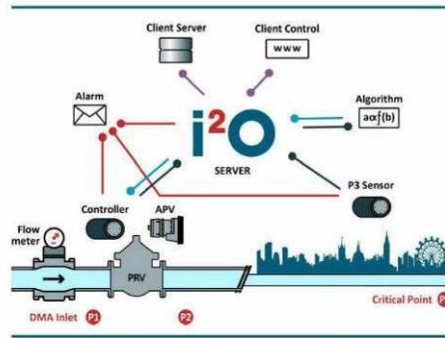 Client Server
Client Control
www
Alarm
Algorithm
aαƒ(b)
i2O
SERVER
P3 Sensor
Controller
APV
Flow
meter
PRV
DMA Inlet
P1
P2
Critical Point
P